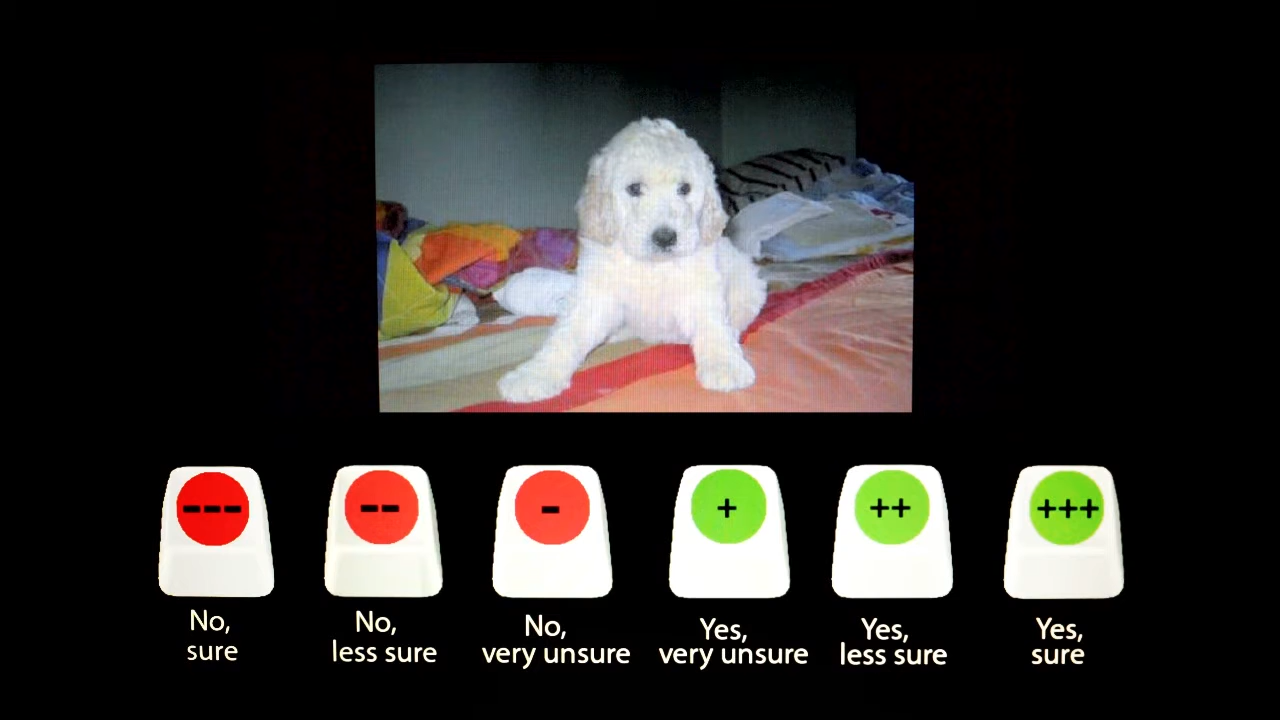 --- -- - + ++ +++
No, No, No, Yes, Yes, Yes,
sure less sure very unsure very unsure less sure sure